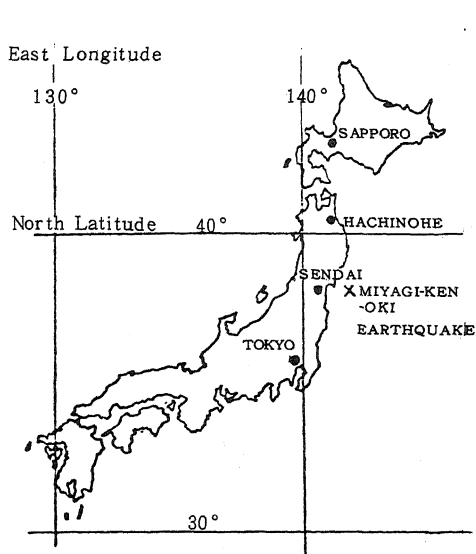 East Longitude
130°
140°
SAPPORO
North Latitude
40°
HACHINOHE
SENDAI
MIYAGI-KEN
-OKI
EARTHQUAKE
TOKYO
30°